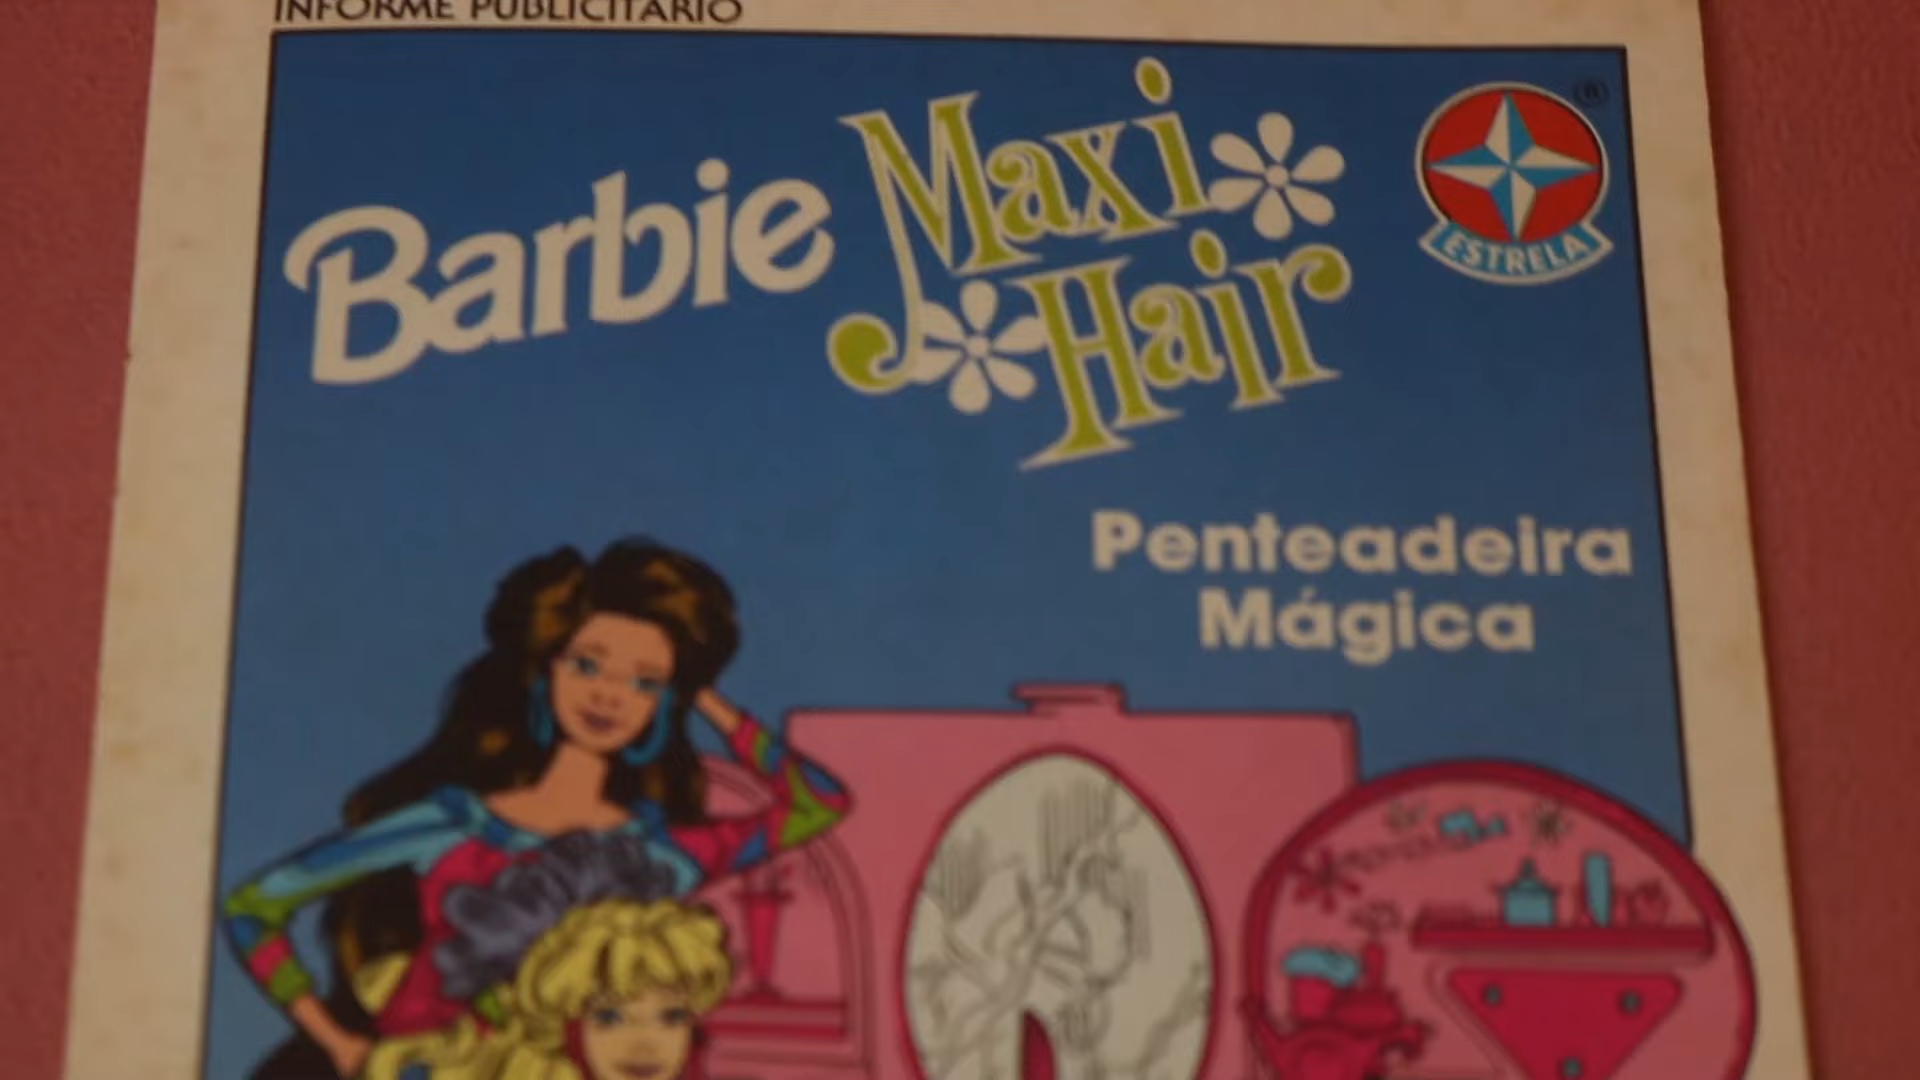 INFORME PUBLICITÁRIO
Barbie Maxi
Hair
ESTRELA
®
Penteadeira
Mágica